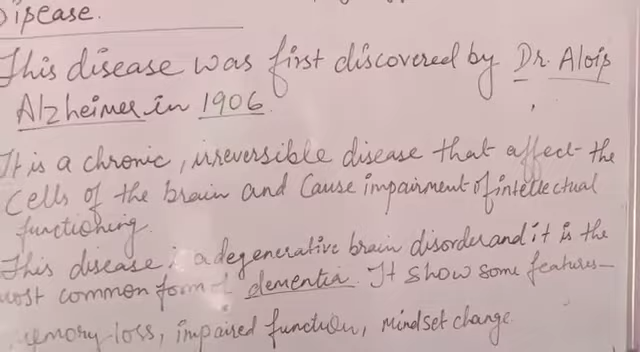 Disease.
This disease was first discovered by Dr. Alois
Alzheimer in 1906
It is a chronic, irreversible disease that affect the
Cells of the brain and Cause impairment of intellectual
functioning.
This disease is a degenerative brain disorder and it is the
most common form of dementia. It show some features-
memory-loss, impaired function, mindset change.